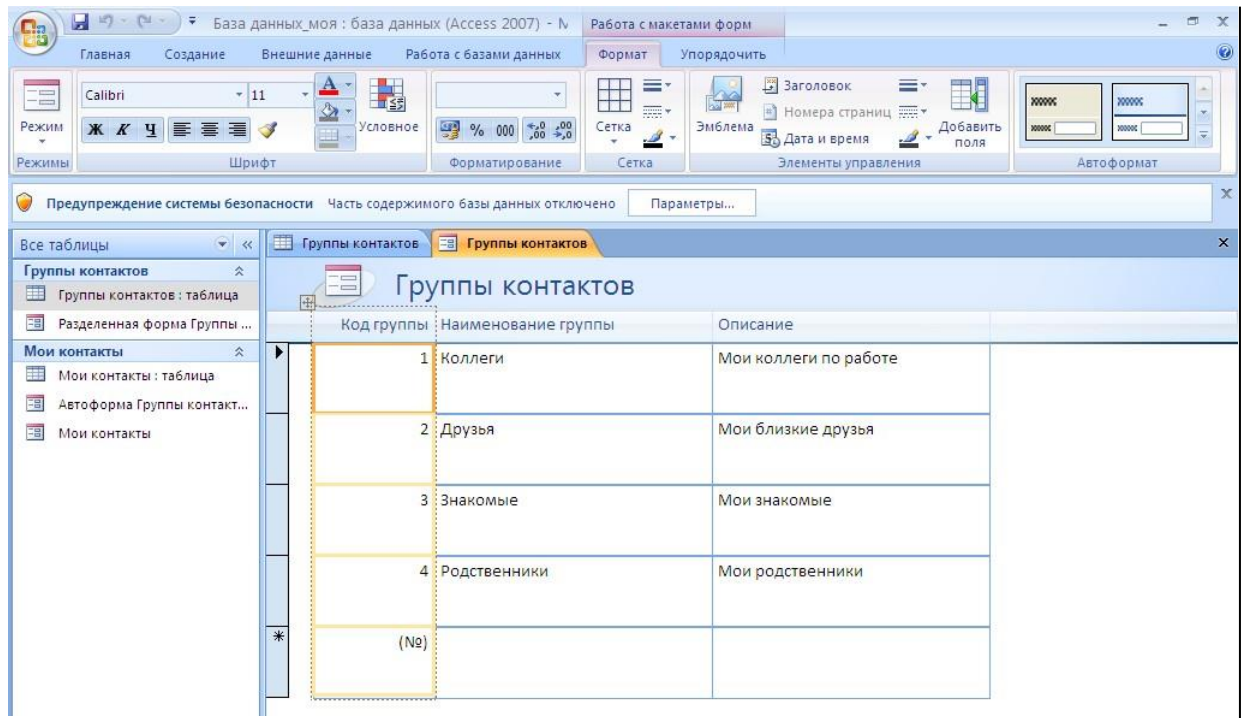 База данных_моя : база данных (Access 2007) - M
Работа с макетами форм
Главная Создание Внешние данные Работа с базами данных Формат Упорядочить
Calibri 11
Режим
Ж К Ч
Условное
% 000 ,00 ,0
Сетка
Эмблема
Заголовок
Номера страниц
Дата и время
Добавить поля
Режимы Шрифт Форматирование Сетка Элементы управления Автоформат
Предупреждение системы безопасности Часть содержимого базы данных отключено Параметры...
Все таблицы
Группы контактов Группы контактов
Группы контактов
Группы контактов : таблица
Разделенная форма Группы ...
Мои контакты
Мои контакты : таблица
Автоформа Группы контакт...
Мои контакты
Группы контактов
Код группы Наименование группы Описание
1 Коллеги Мои коллеги по работе
2 Друзья Мои близкие друзья
3 Знакомые Мои знакомые
4 Родственники Мои родственники
(№)